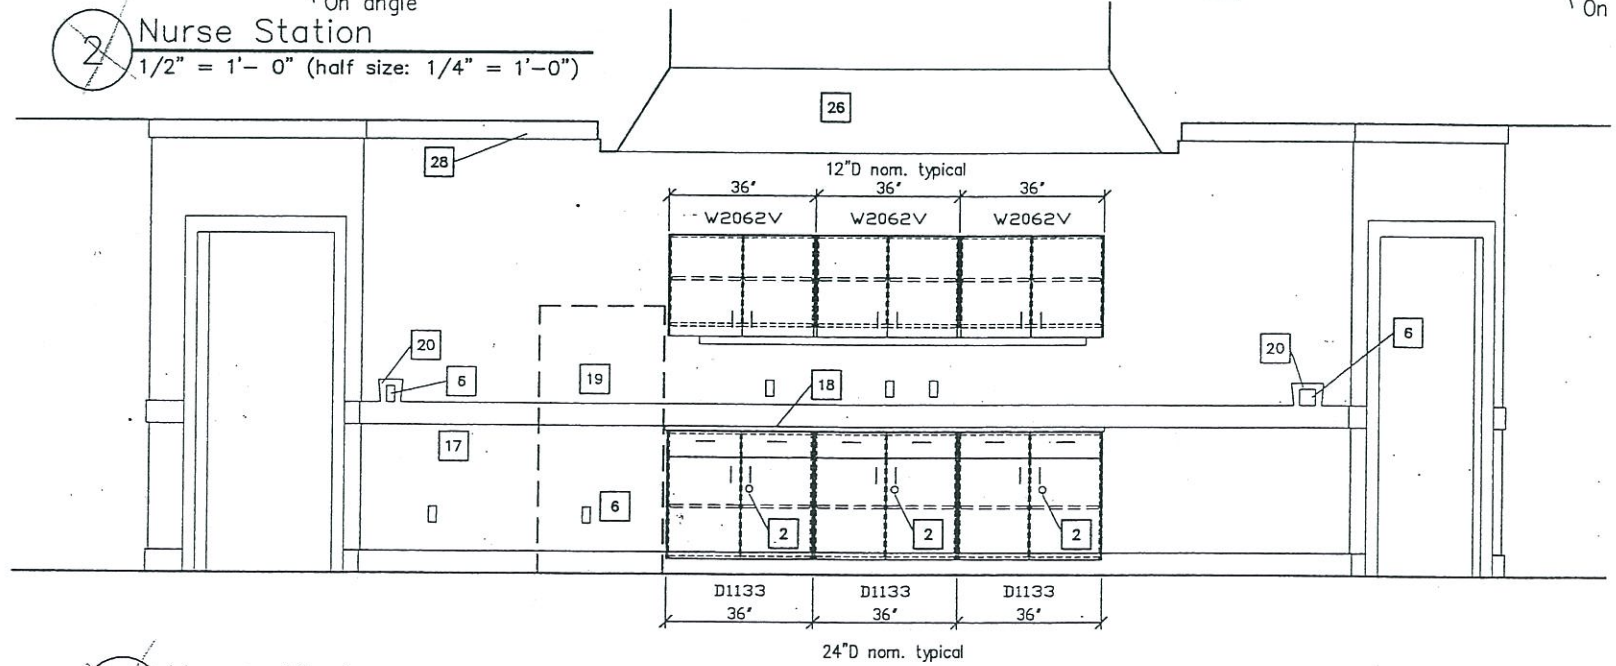 On angle
On
2
Nurse Station
1/2" = 1'- 0" (half size: 1/4" = 1'-0")
26
28
12"D nom. typical
36" 36" 36"
W2062V W2062V W2062V
20
6
19
18
20
6
17
6
2
2
2
D1133 D1133 D1133
36" 36" 36"
24"D nom. typical